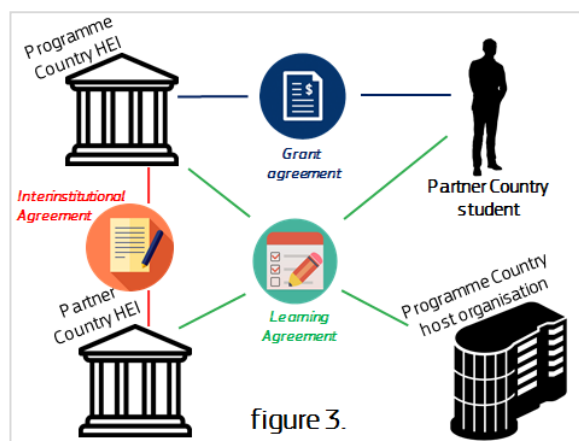 Programme
Country HEI
Grant
agreement
Partner Country
student
Interinstitutional
Agreement
Partner
Country HEI
Learning
Agreement
Programme Country
host organisation
figure 3.